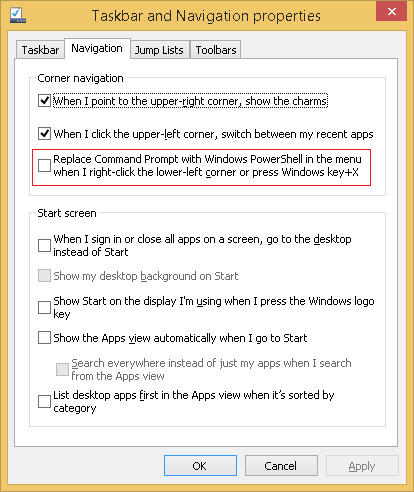 Taskbar and Navigation properties
Taskbar
Navigation
Jump Lists
Toolbars
Corner navigation
When I point to the upper-right corner, show the charms
When I click the upper-left corner, switch between my recent apps
Replace Command Prompt with Windows PowerShell in the menu
when I right-click the lower-left corner or press Windows key+X
Start screen
When I sign in or close all apps on a screen, go to the desktop
instead of Start
Show my desktop background on Start
Show Start on the display I'm using when I press the Windows logo
key
Show the Apps view automatically when I go to Start
Search everywhere instead of just my apps when I search
from the Apps view
List desktop apps first in the Apps view when it's sorted by
category
OK
Cancel
Apply